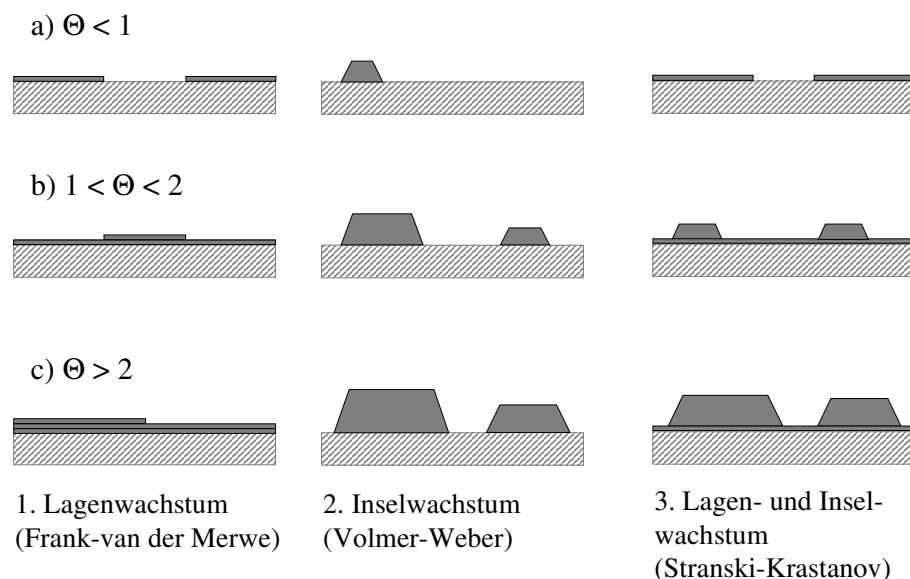 a) Θ < 1
b) 1 < Θ < 2
c) Θ > 2
1. Lagenwachstum
(Frank-van der Merwe)
2. Inselwachstum
(Volmer-Weber)
3. Lagen- und Insel-
wachstum
(Stranski-Krastanov)